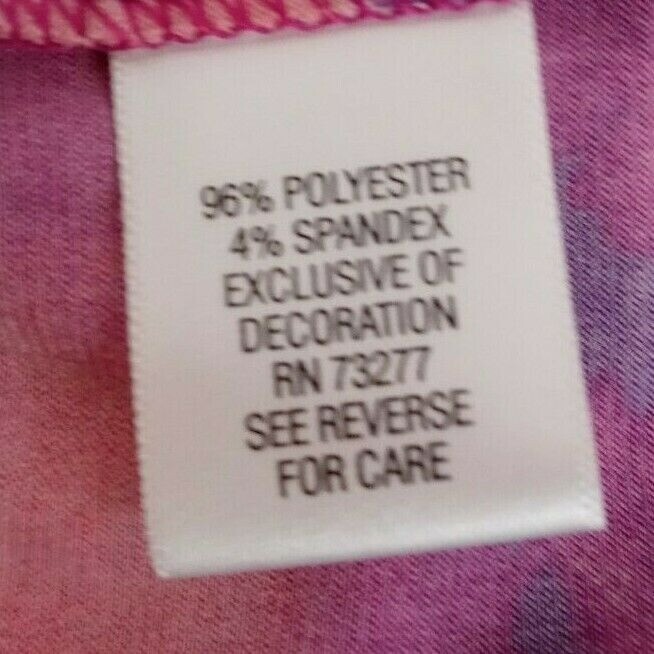 96% POLYESTER
4% SPANDEX
EXCLUSIVE OF
DECORATION
RN 73277
SEE REVERSE
FOR CARE